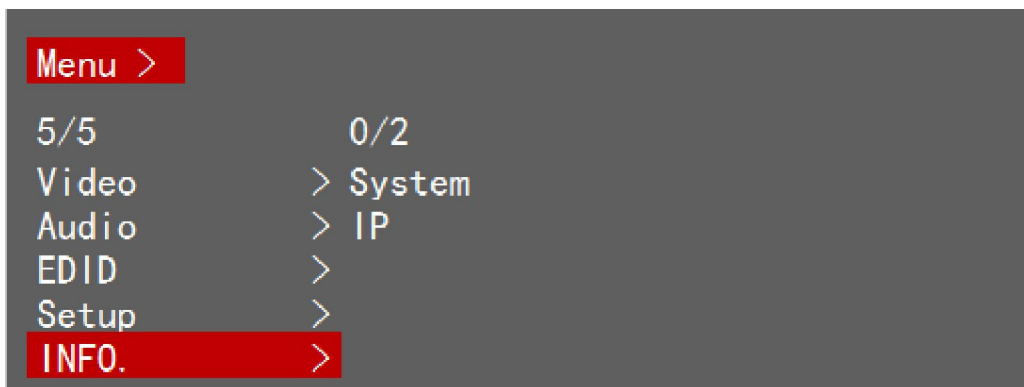 Menu >
5/5 0/2
Video > System
Audio > IP
EDID >
Setup >
INFO. >